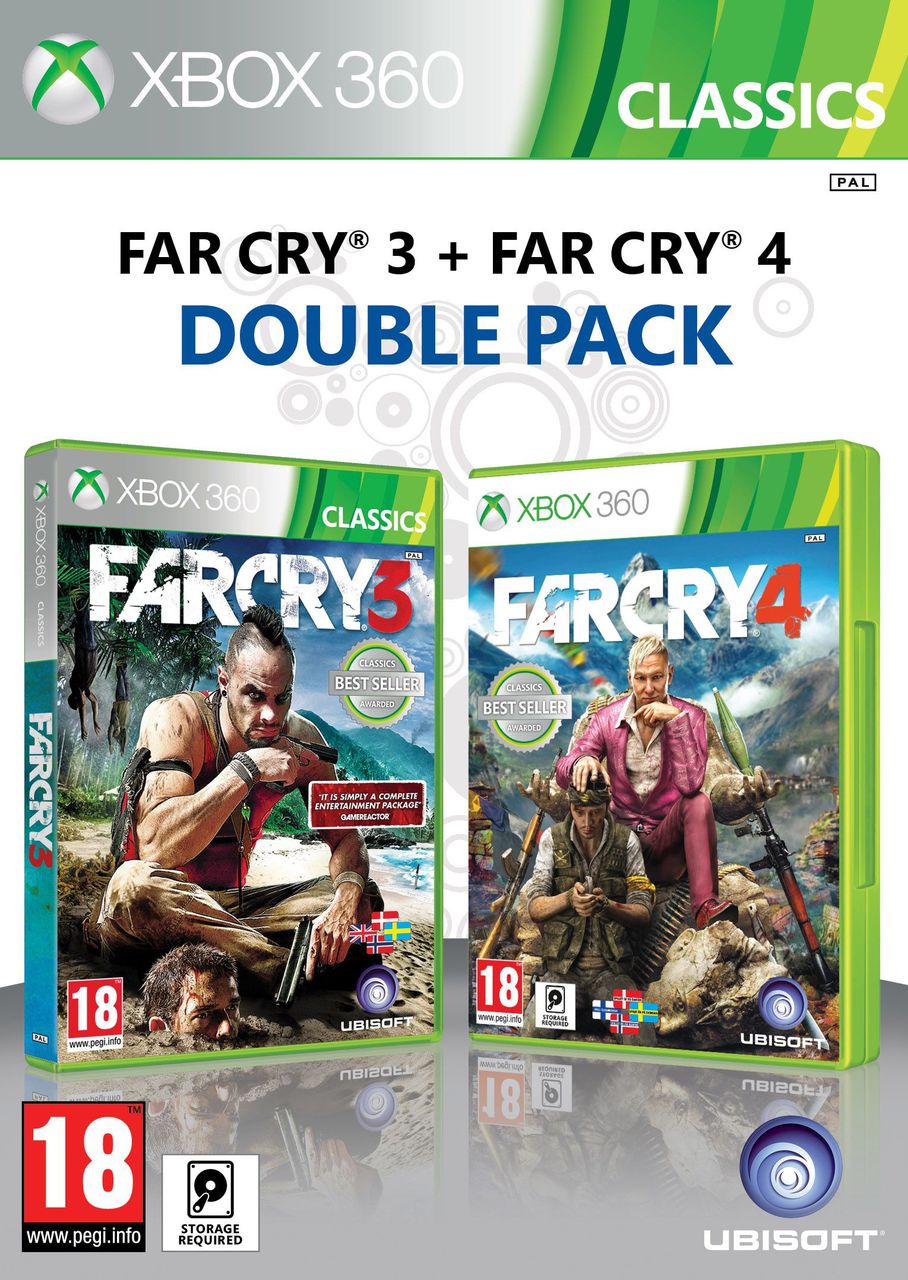 XBOX 360
CLASSICS
PAL
FAR CRY® 3 + FAR CRY® 4
DOUBLE PACK
XBOX 360
CLASSICS
XBOX 360
CLASSICS
PAL
FARCRY3
CLASSICS
BEST SELLER
AWARDED
"IT IS SIMPLY A COMPLETE
ENTERTAINMENT PACKAGE"
GAMEREACTOR
FARCRY3
18
www.pegi.info
UBISOFT
PAL
XBOX 360
PAL
FARCRY4
CLASSICS
BEST SELLER
AWARDED
18
www.pegi.info
STORAGE
REQUIRED
UBISOFT
18™
www.pegi.info
STORAGE
REQUIRED
UBISOFT®